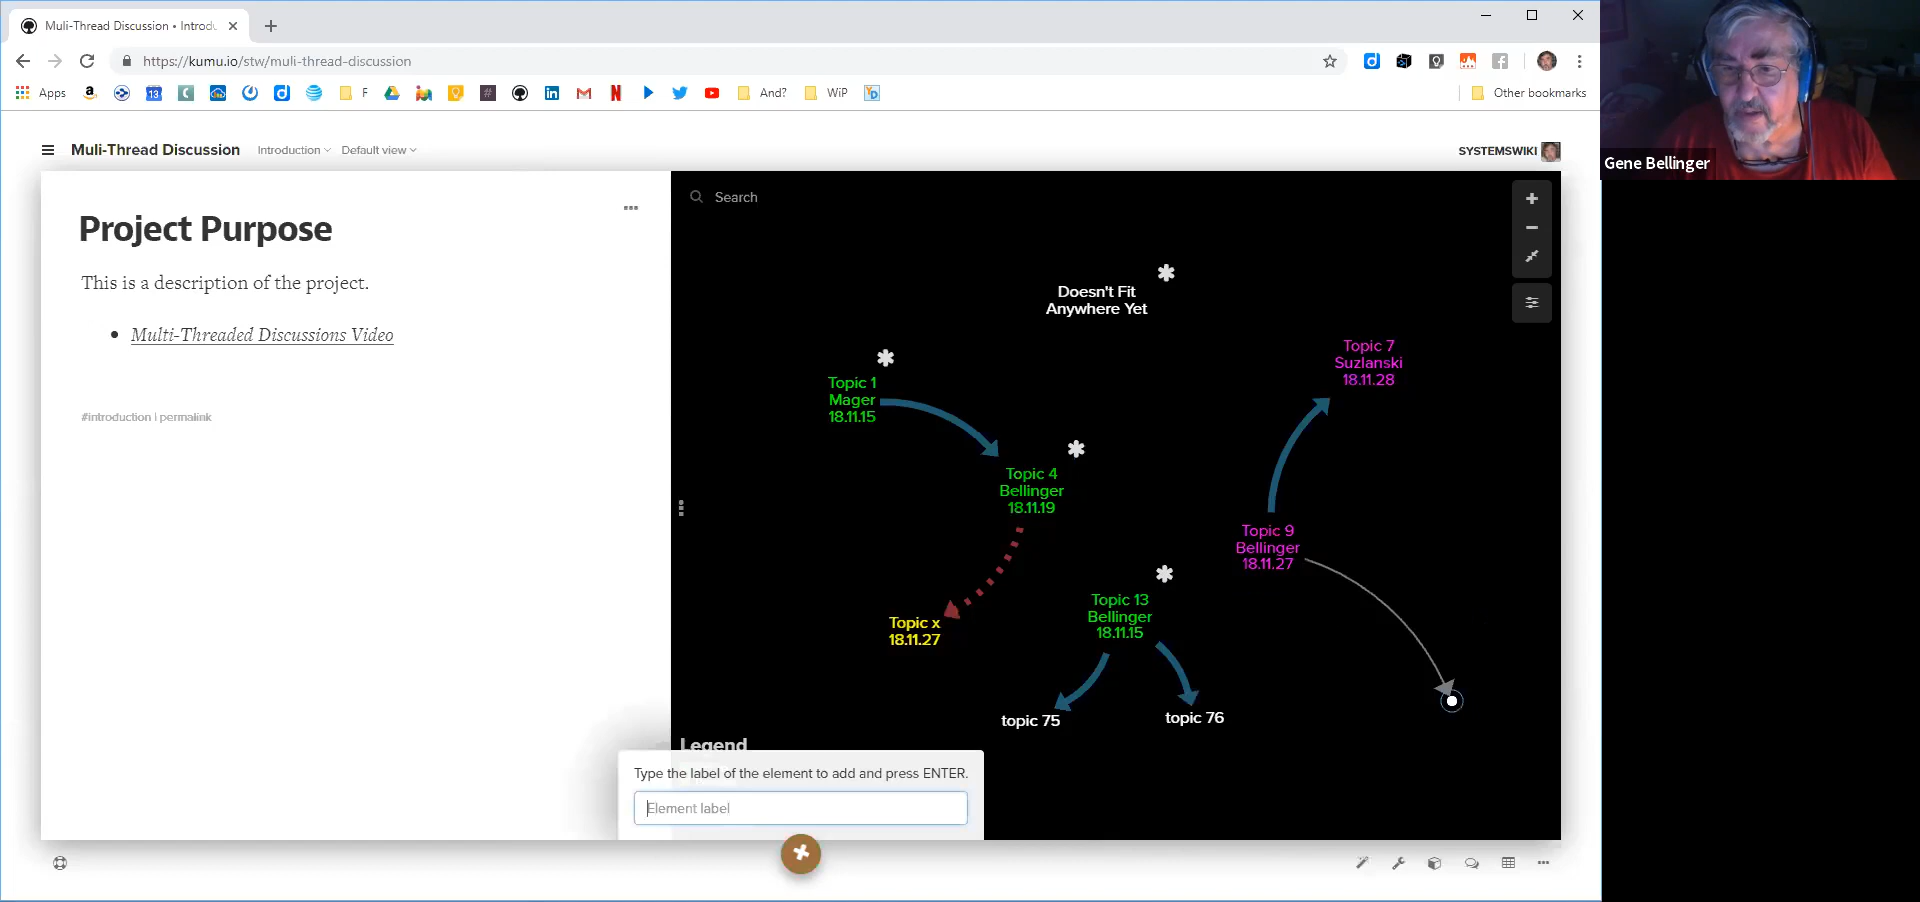 Muli-Thread Discussion • Introdu
https://kumu.io/stw/muli-thread-discussion
Apps
13
F
And?
WiP
Other bookmarks
Muli-Thread Discussion
Introduction
Default view
SYSTEMSWIKI
Gene Bellinger
Project Purpose
This is a description of the project.
Multi-Threaded Discussions Video
#introduction | permalink
Search
Doesn't Fit
Anywhere Yet
Topic 1
Mager
18.11.15
Topic 4
Bellinger
18.11.19
Topic 7
Suzlanski
18.11.28
Topic 9
Bellinger
18.11.27
Topic x
18.11.27
Topic 13
Bellinger
18.11.15
topic 75
topic 76
Legend
Type the label of the element to add and press ENTER.
Element label